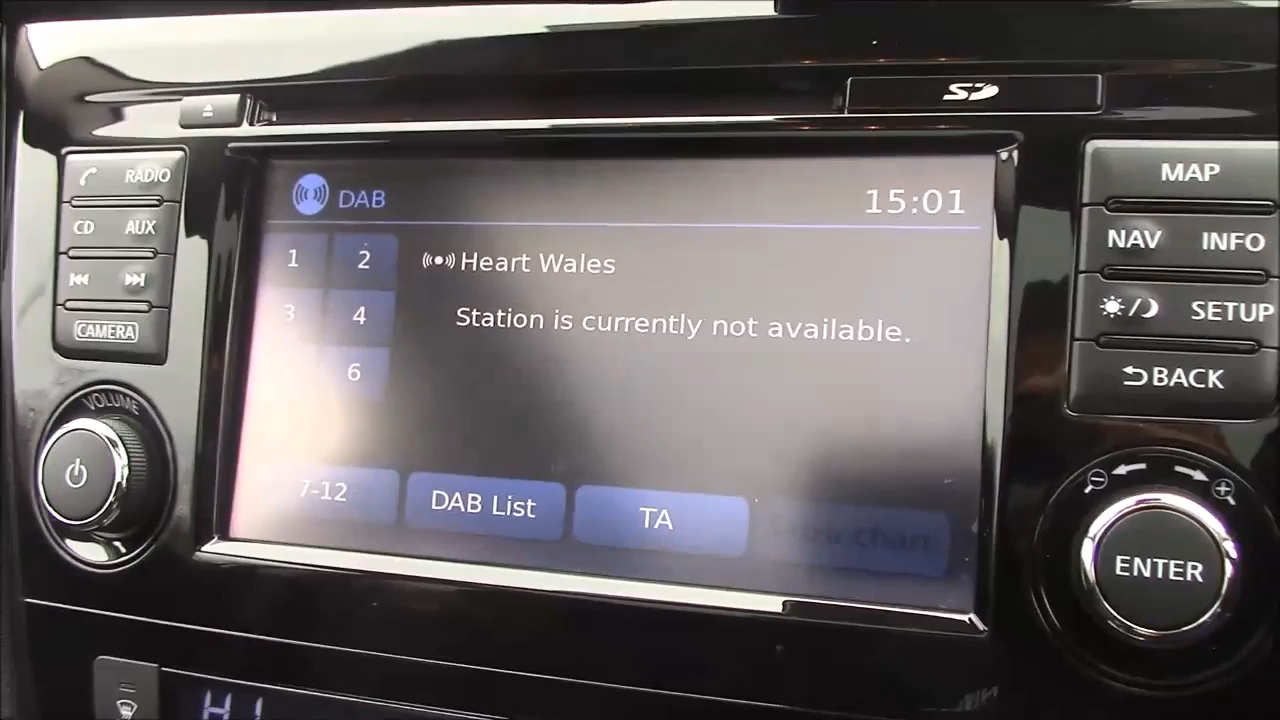 SD
RADIO
CD AUX
CAMERA
VOLUME
DAB 15:01
1 2
3 4
6
Heart Wales
Station is currently not available.
7-12 DAB List TA
MAP
NAV INFO
SETUP
BACK
ENTER
HI